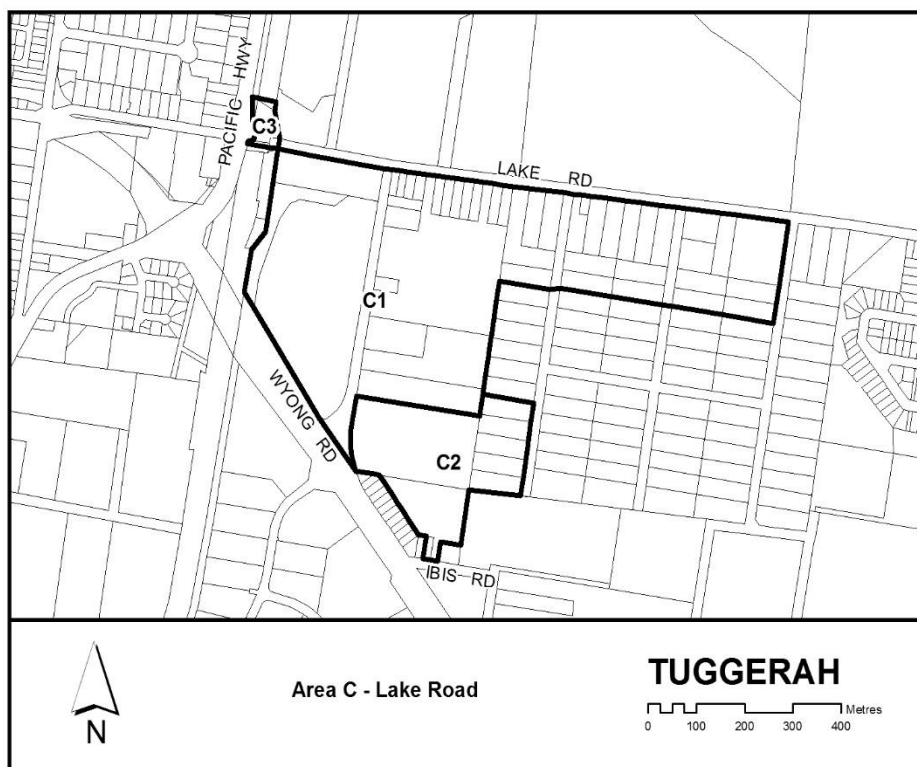 PACIFIC HWY
C3
LAKE RD
C1
WYONG RD
C2
IBIS RD
N
Area C - Lake Road
TUGGERAH
Metres
0 100 200 300 400